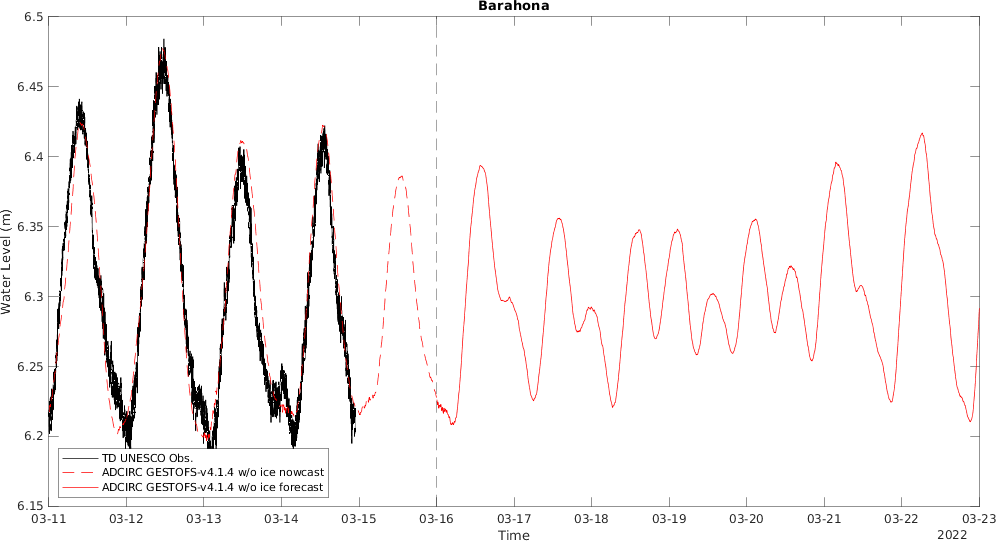 Barahona
6.5
6.45
6.4
6.35
6.3
6.25
6.2
6.15
Water Level (m)
TD UNESCO Obs.
ADCIRC GESTOFS-v4.1.4 w/o ice nowcast
ADCIRC GESTOFS-v4.1.4 w/o ice forecast
03-11 03-12 03-13 03-14 03-15 03-16 03-17 03-18 03-19 03-20 03-21 03-22 03-23
Time
2022